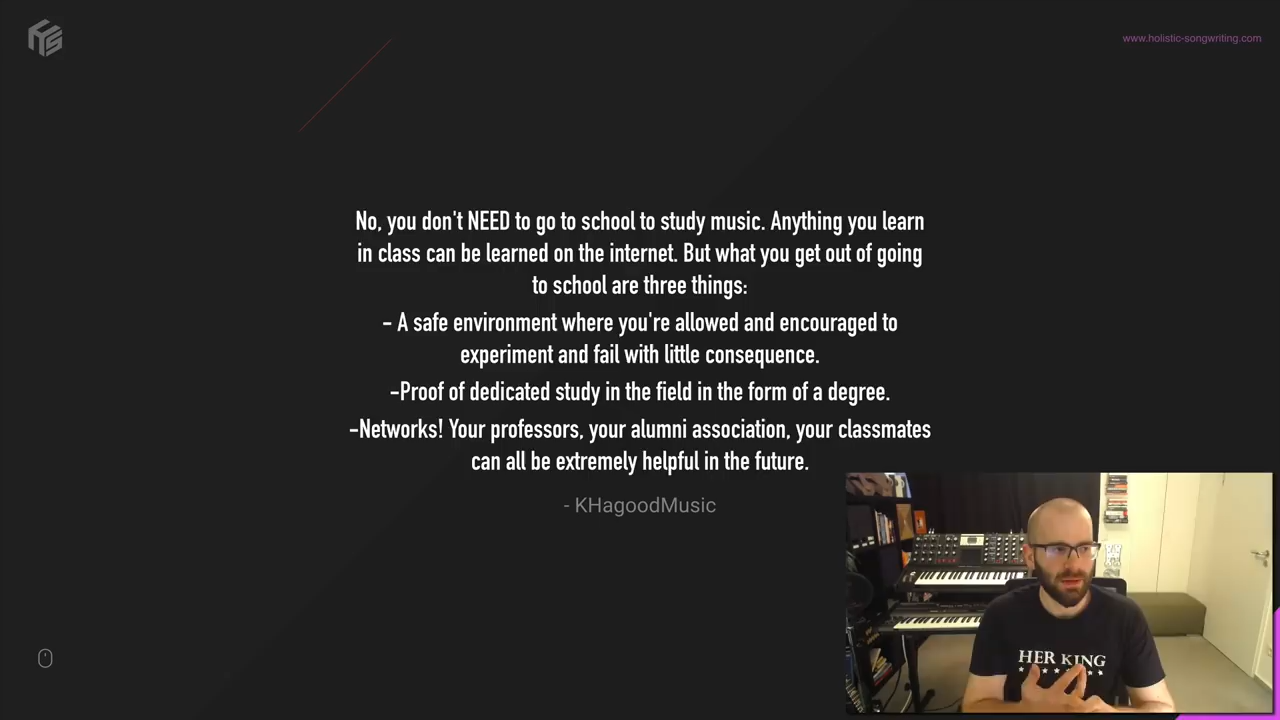 www.holistic-songwriting.com
No, you don't NEED to go to school to study music. Anything you learn
in class can be learned on the internet. But what you get out of going
to school are three things:
- A safe environment where you're allowed and encouraged to
experiment and fail with little consequence.
-Proof of dedicated study in the field in the form of a degree.
-Networks! Your professors, your alumni association, your classmates
can all be extremely helpful in the future.
- KHagoodMusic
HER KING